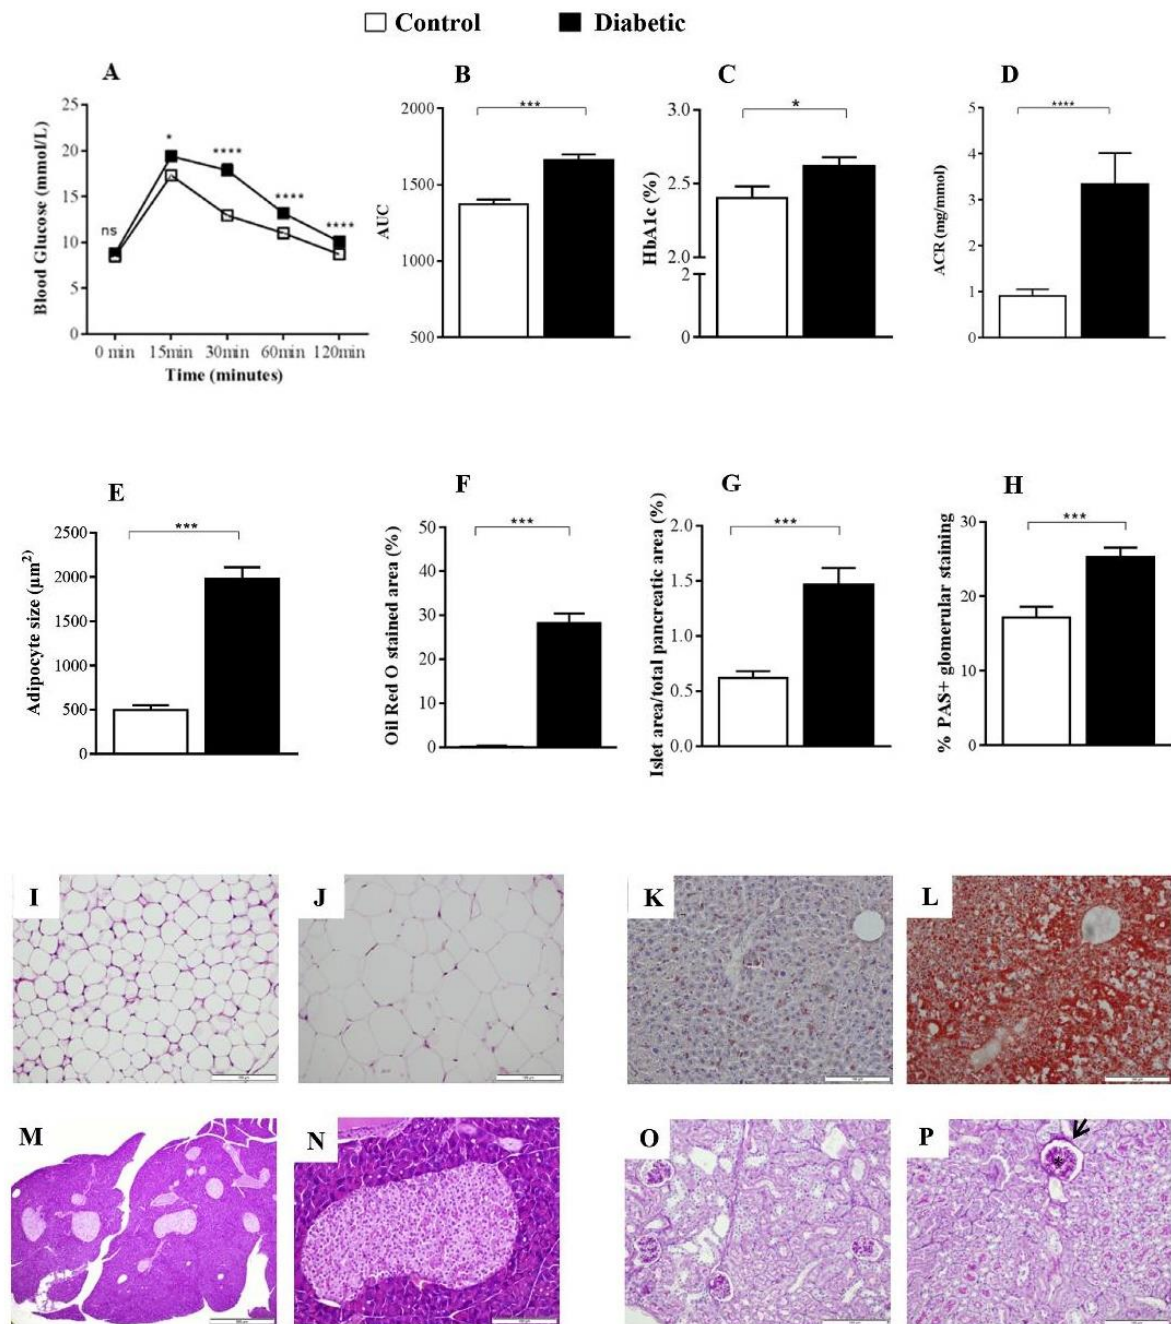 Control Diabetic
A
Blood Glucose (mmol/L)
25
20
15
10
5
0
ns
*
****
****
****
0 min 15min 30min 60min 120min
Time (minutes)
B
AUC
2000
1500
1000
500
***
C
HbA1c (%)
3.0
2.5
2.0
2
0
*
D
ACR (mg/mmol)
5
4
3
2
1
0
****
E
Adipocyte size (µm²)
2500
2000
1500
1000
500
0
***
F
Oil Red O stained area (%)
50
40
30
20
10
0
***
G
Islet area/total pancreatic area (%)
2.0
1.5
1.0
0.5
0.0
***
H
% PAS+ glomerular staining
30
20
10
0
***
I
J
K
L
M
N
O
P
*